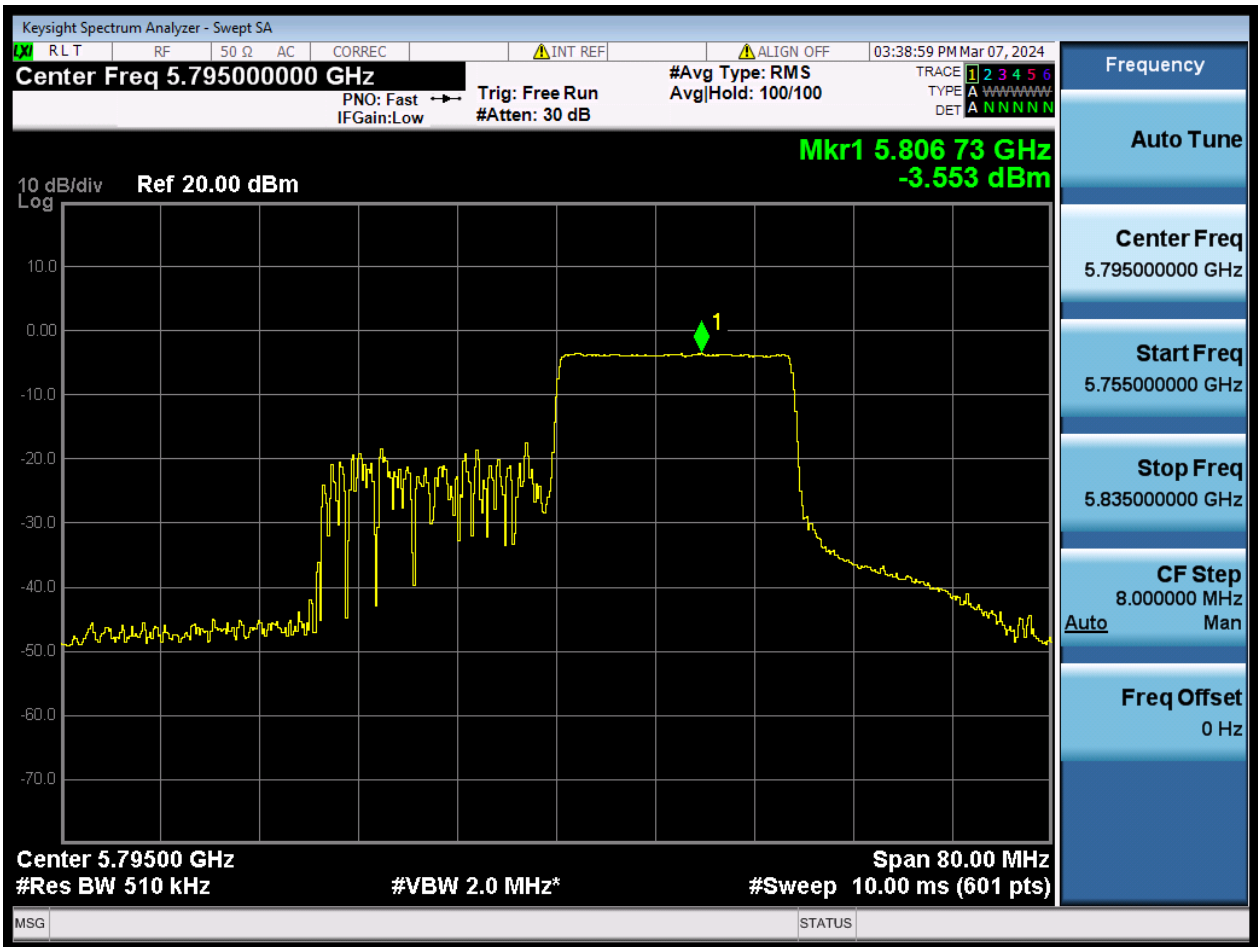 Keysight Spectrum Analyzer - Swept SA
LXI R L T RF 50 Ω AC CORREC INT REF ALIGN OFF 03:38:59 PM Mar 07, 2024
Center Freq 5.795000000 GHz
PNO: Fast
IFGain:Low
Trig: Free Run
#Atten: 30 dB
#Avg Type: RMS
Avg|Hold: 100/100
TRACE 1 2 3 4 5 6
TYPE A WWWWW
DET A N N N N N
Mkr1 5.806 73 GHz
-3.553 dBm
10 dB/div Ref 20.00 dBm
Log
1
10.0
0.00
-10.0
-20.0
-30.0
-40.0
-50.0
-60.0
-70.0
Center 5.79500 GHz Span 80.00 MHz
#Res BW 510 kHz #VBW 2.0 MHz* #Sweep 10.00 ms (601 pts)
MSG STATUS
Frequency
Auto Tune
Center Freq
5.795000000 GHz
Start Freq
5.755000000 GHz
Stop Freq
5.835000000 GHz
CF Step
8.000000 MHz
Auto Man
Freq Offset
0 Hz